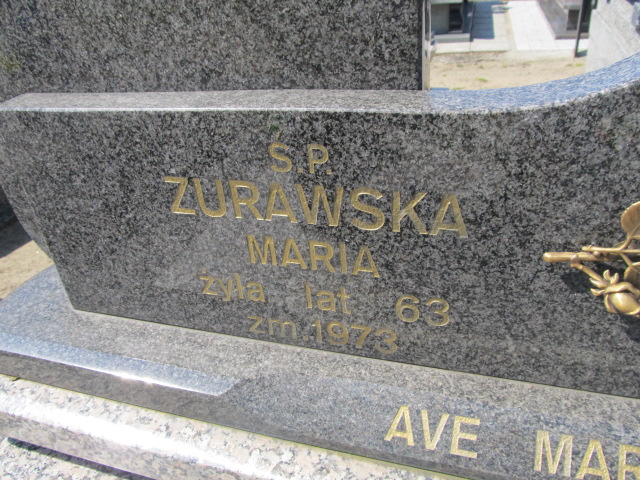 S.P.
ZURAWSKA
MARIA
żyła lat 63
zm. 1973
AVE MAR